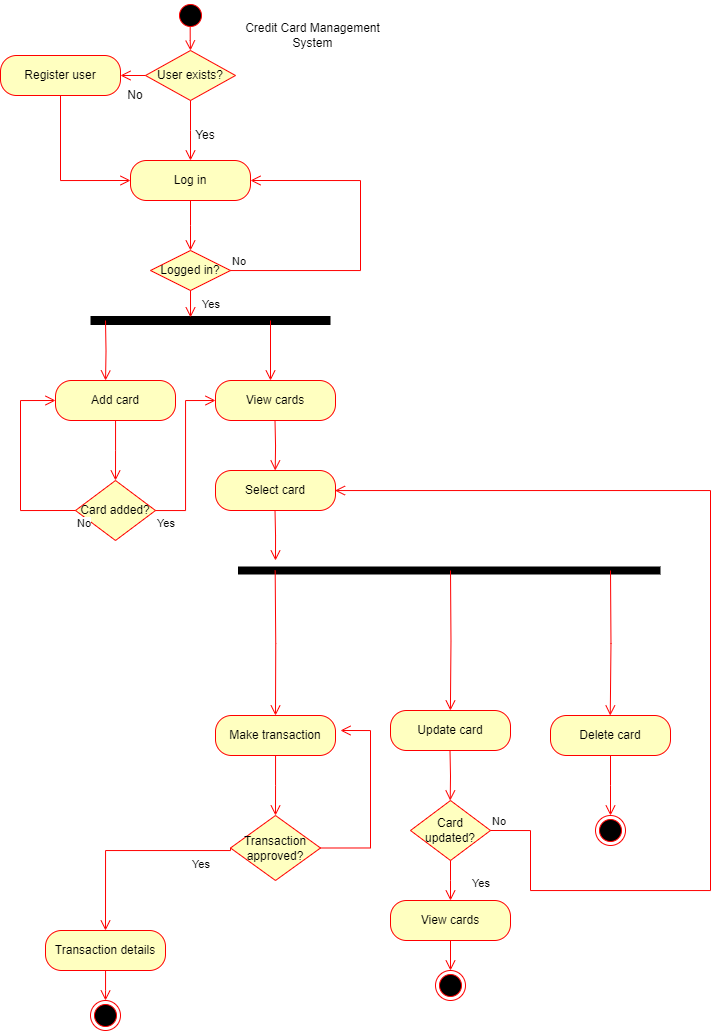 Credit Card Management
System
Register user
User exists?
No
Yes
Log in
Logged in?
No
Yes
Add card
View cards
Card added?
No
Yes
Select card
Make transaction
Update card
Delete card
Transaction
approved?
Yes
Card
updated?
No
Yes
View cards
Transaction details